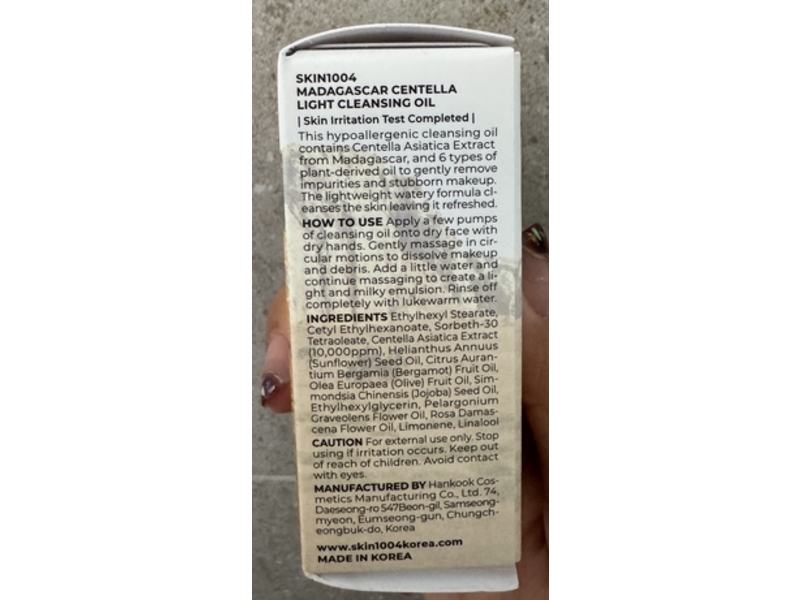 SKIN1004
MADAGASCAR CENTELLA
LIGHT CLEANSING OIL
| Skin Irritation Test Completed |
This hypoallergenic cleansing oil
contains Centella Asiatica Extract
from Madagascar, and 6 types of
plant-derived oil to gently remove
impurities and stubborn makeup.
The lightweight watery formula cl-
eanses the skin leaving it refreshed.
HOW TO USE Apply a few pumps
of cleansing oil onto dry face with
dry hands. Gently massage in cir-
cular motions to dissolve makeup
and debris. Add a little water and
continue massaging to create a li-
ght and milky emulsion. Rinse off
completely with lukewarm water.
INGREDIENTS Ethylhexyl Stearate,
Cetyl Ethylhexanoate, Sorbeth-30
Tetraoleate, Centella Asiatica Extract
(10,000ppm), Helianthus Annuus
(Sunflower) Seed Oil, Citrus Auran-
tium Bergamia (Bergamot) Fruit Oil,
Olea Europaea (Olive) Fruit Oil, Sim-
mondsia Chinensis (Jojoba) Seed Oil,
Ethylhexylglycerin, Pelargonium
Graveolens Flower Oil, Rosa Damas-
cena Flower Oil, Limonene, Linalool
CAUTION For external use only. Stop
using if irritation occurs. Keep out
of reach of children. Avoid contact
with eyes.
MANUFACTURED BY Hankook Cos-
metics Manufacturing Co., Ltd. 74,
Daeseong-ro 547Beon-gil, Samseong-
myeon, Eumseong-gun, Chungch-
eongbuk-do, Korea
www.skin1004korea.com
MADE IN KOREA